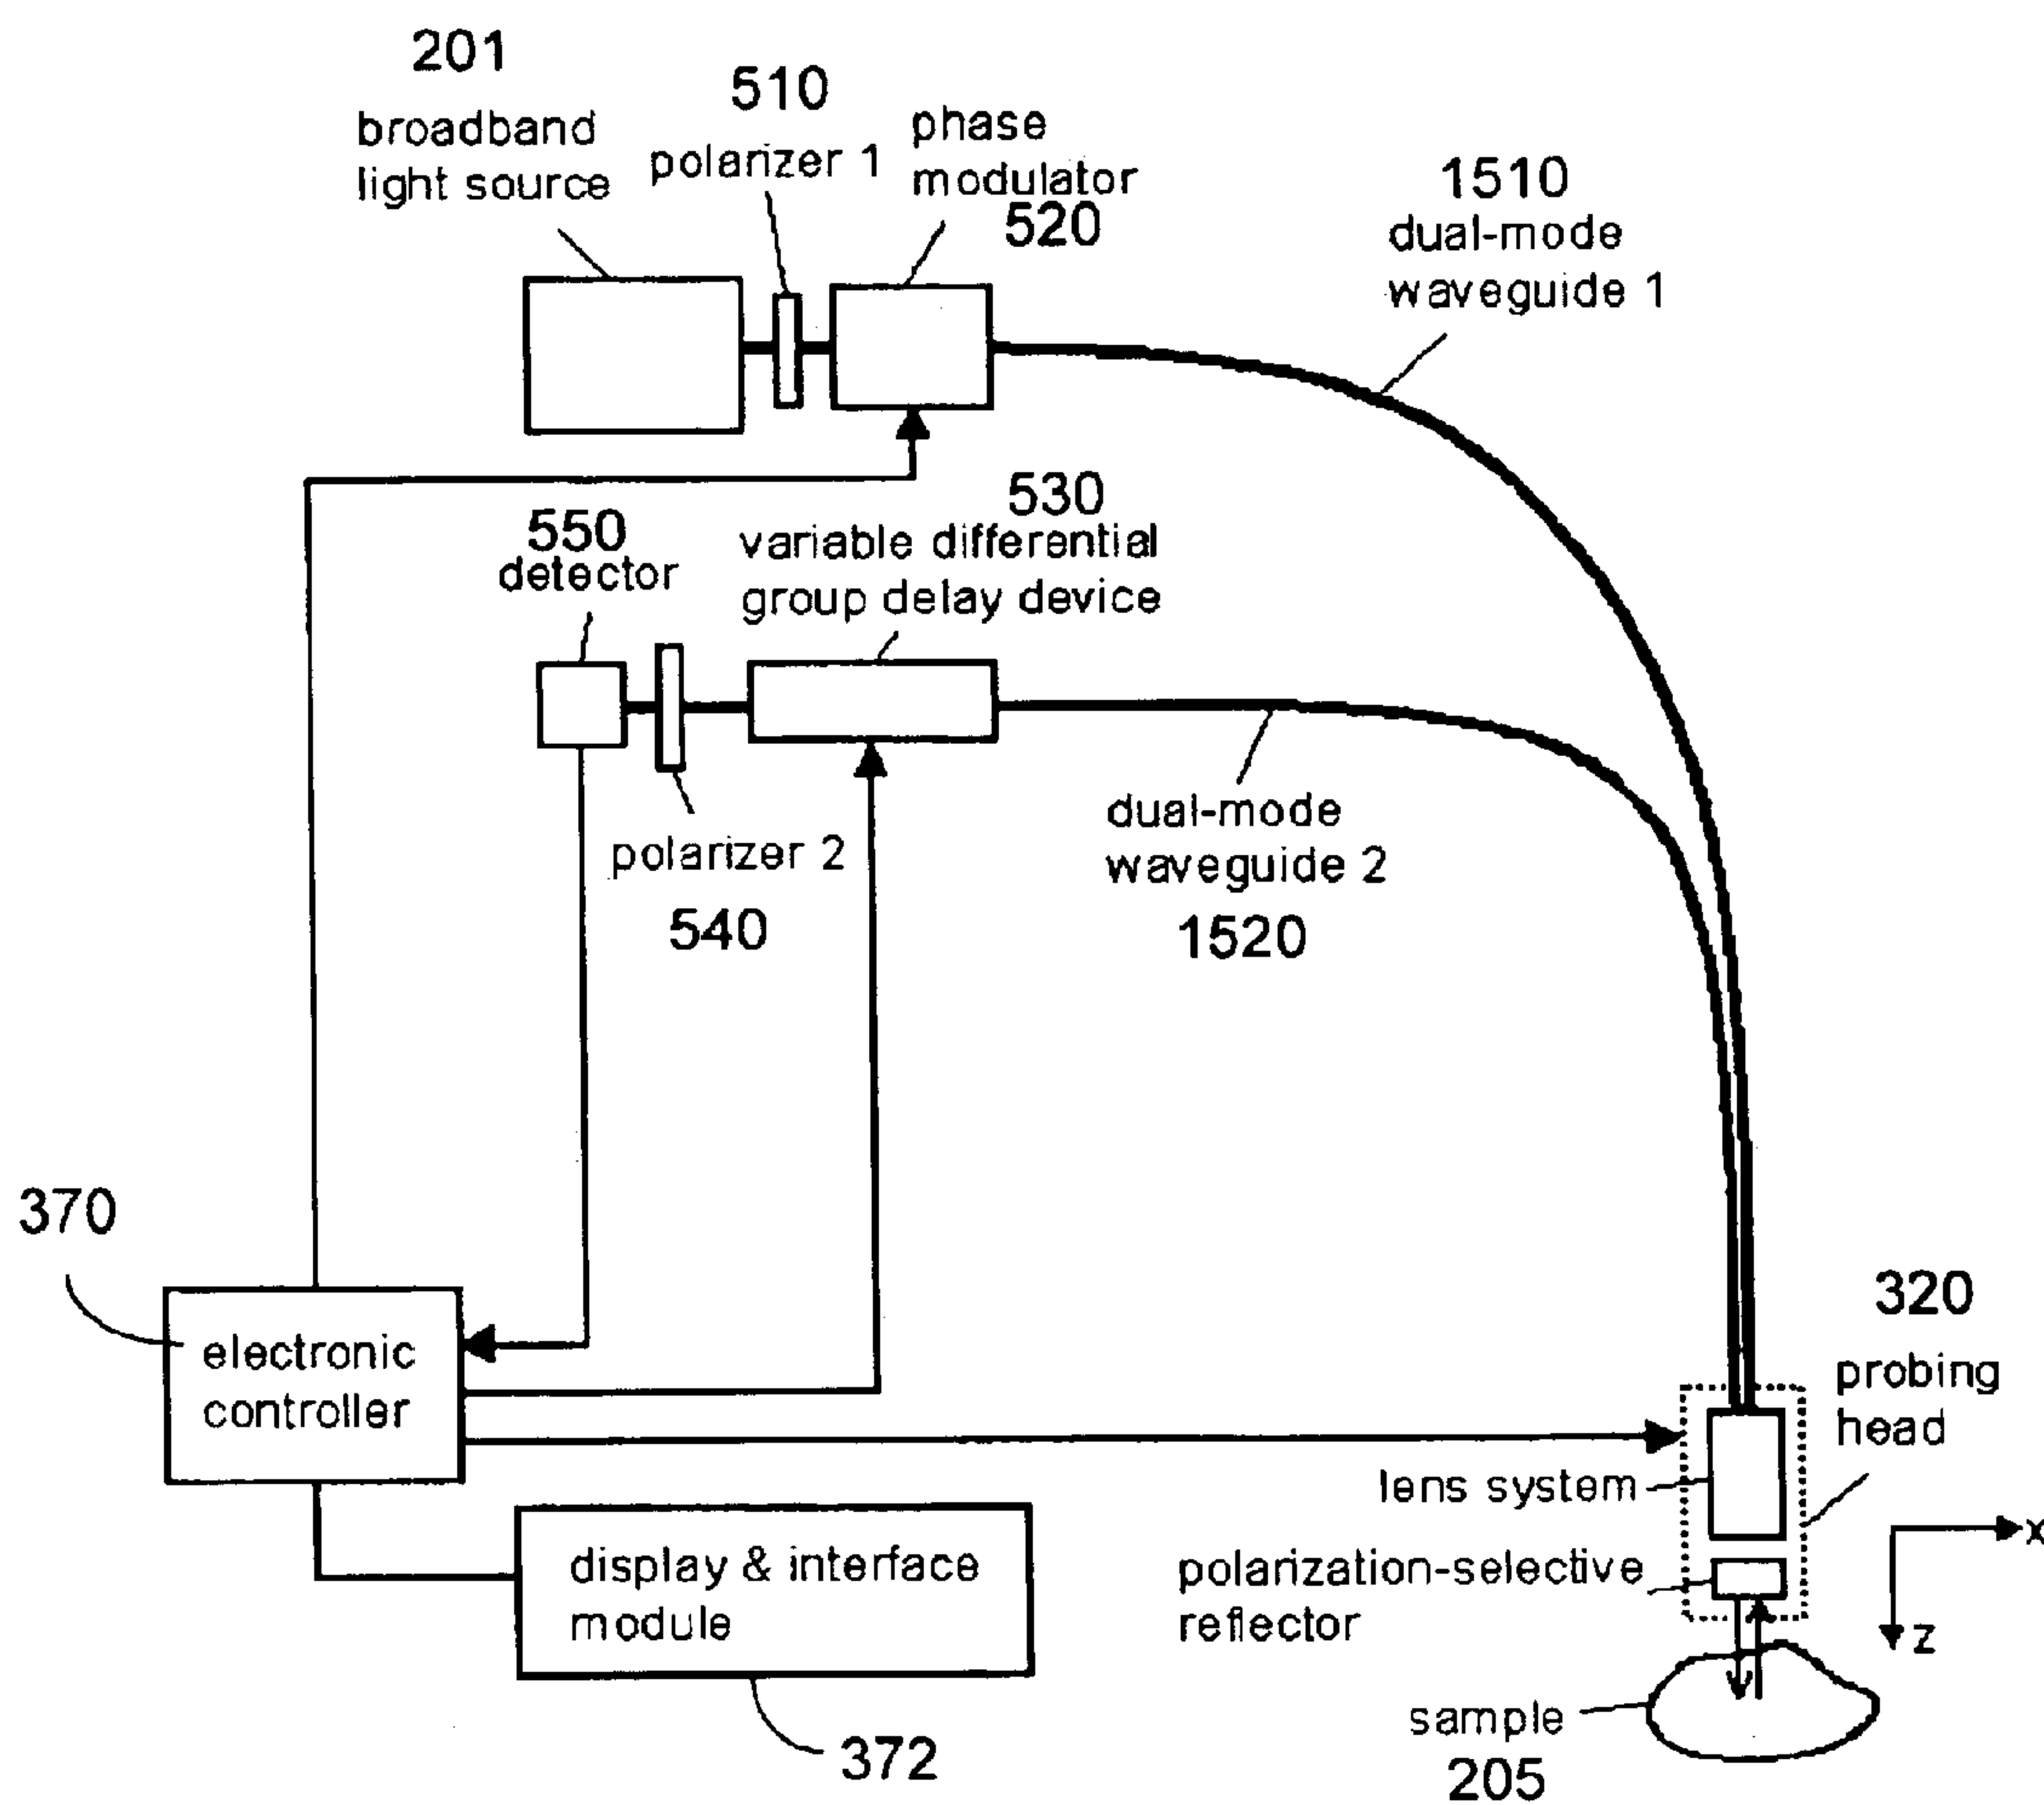 201
broadband
light source
510
polarizer 1
phase
modulator
520
1510
dual-mode
waveguide 1
550
detector
530
variable differential
group delay device
polarizer 2
540
dual-mode
waveguide 2
1520
370
electronic
controller
320
probing
head
lens system
x
display & interface
module
polarization-selective
reflector
z
372
sample
205